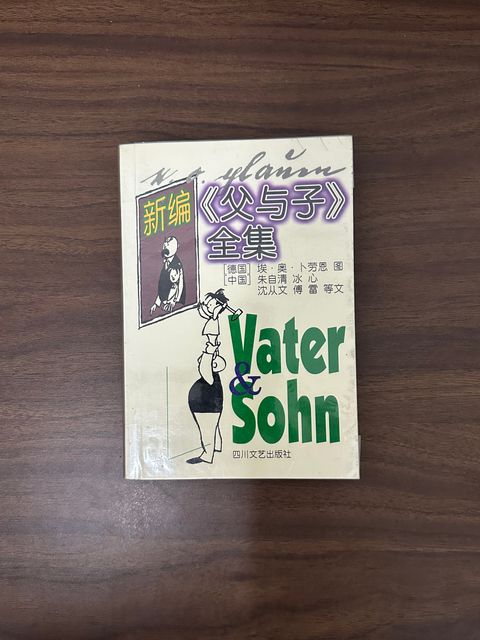 新编
《父与子》
全集
[德国] 埃·奥·卜劳恩 图
[中国] 朱自清 冰 心
沈从文 傅 雷 等文
Vater
&
Sohn
四川文艺出版社